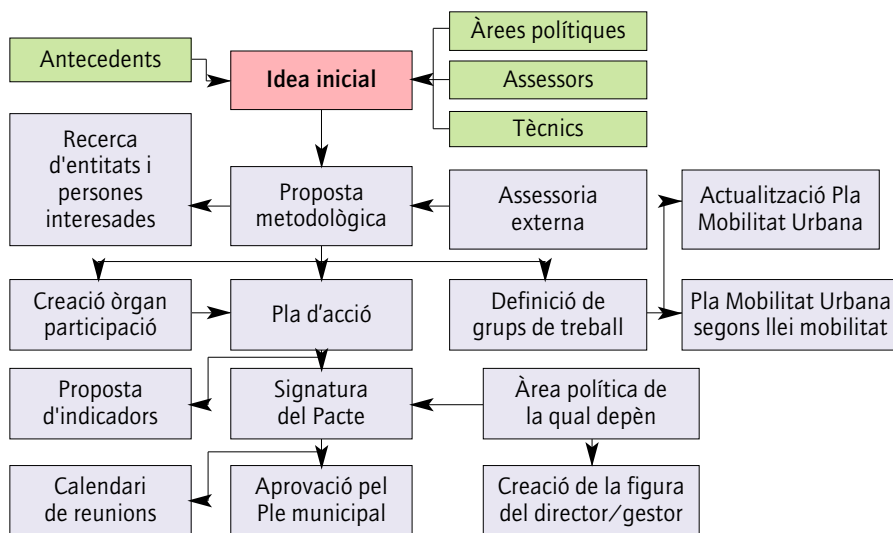 Àrees polítiques
Antecedents
Idea inicial
Assessors
Tècnics
Recerca
d'entitats i
persones
interesades
Proposta
metodològica
Assessoria
externa
Actualització Pla
Mobilitat Urbana
Creació òrgan
participació
Pla d'acció
Definició de
grups de treball
Pla Mobilitat Urbana
segons llei mobilitat
Proposta
d'indicadors
Signatura
del Pacte
Àrea política de
la qual depèn
Calendari
de reunions
Aprovació pel
Ple municipal
Creació de la figura
del director/gestor